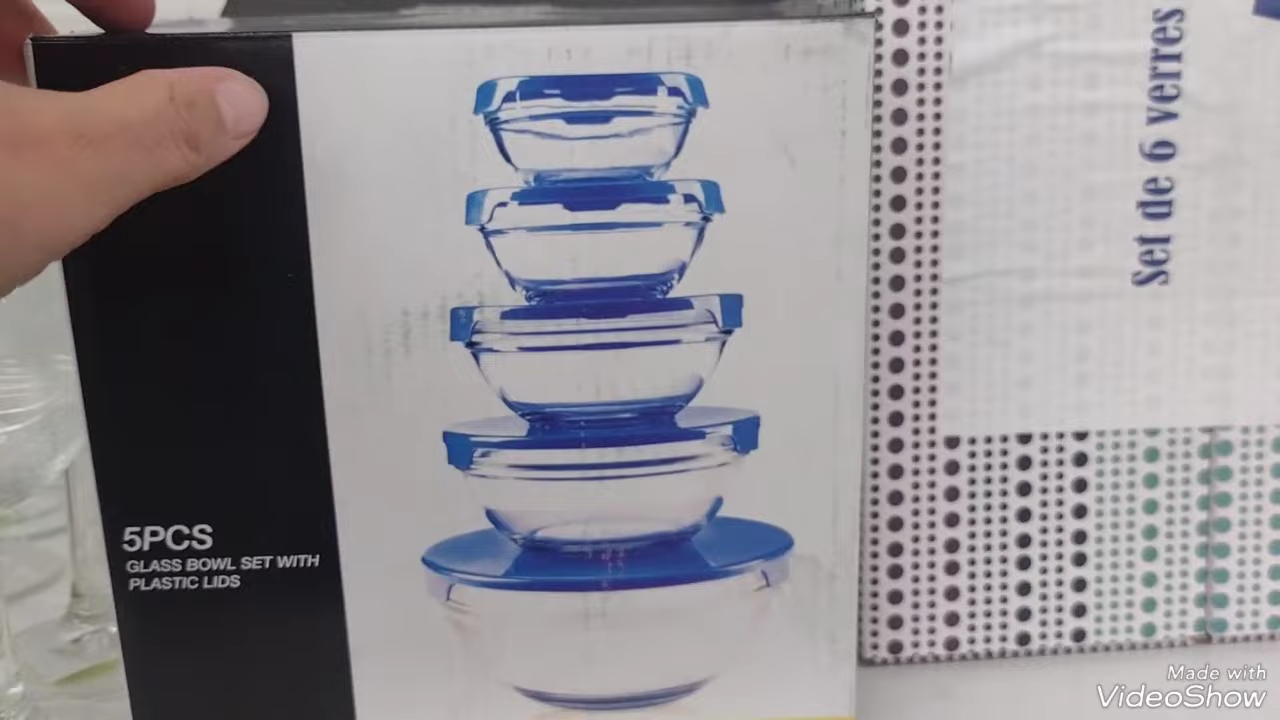 5PCS
GLASS BOWL SET WITH
PLASTIC LIDS
Set de 6 verres
Made with
VideoShow